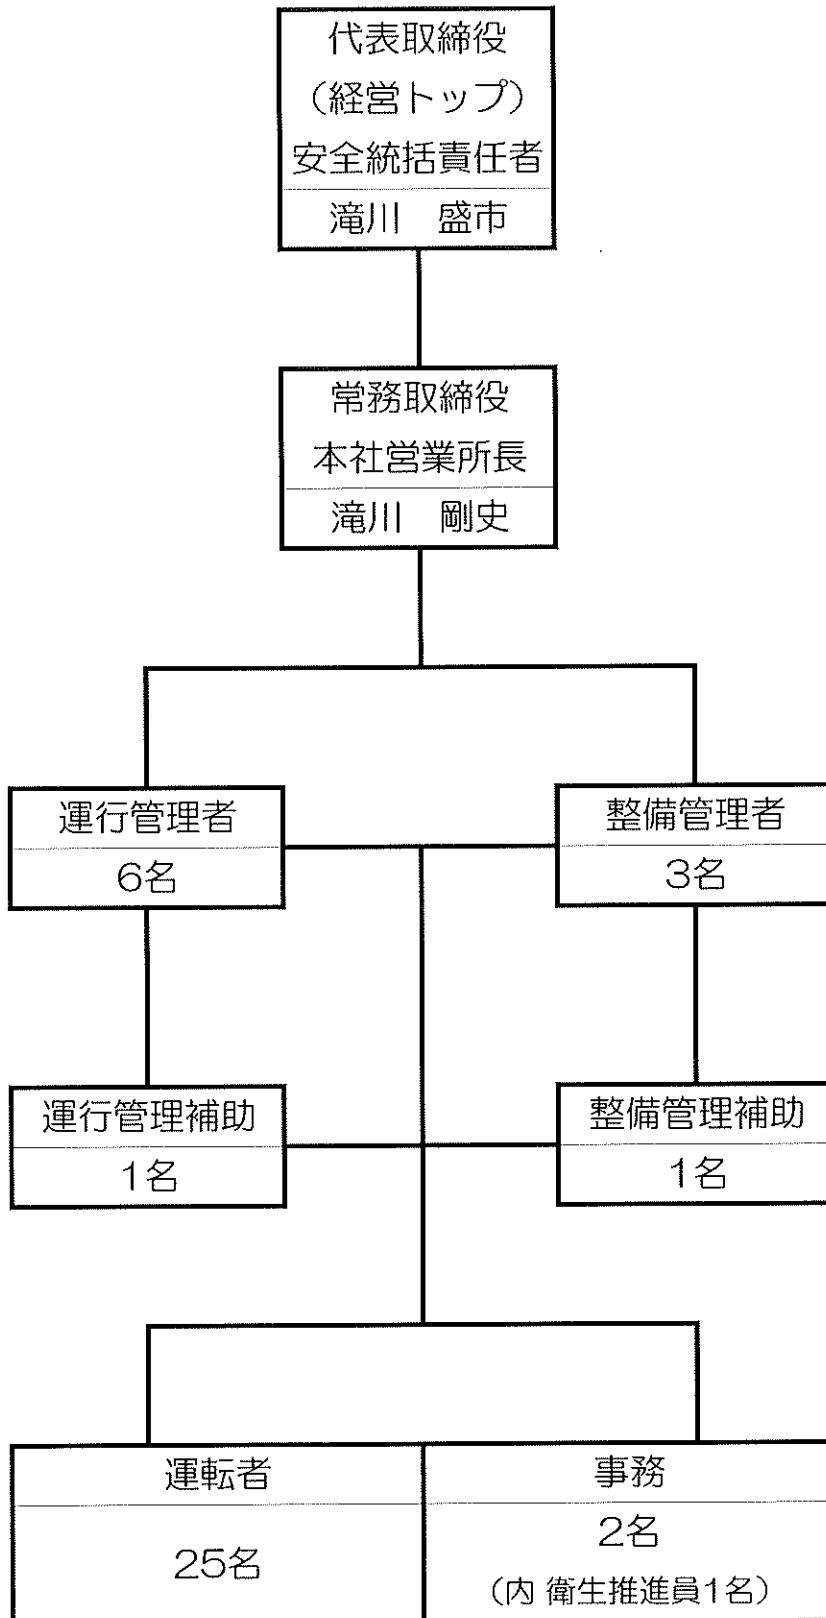 代表取締役
（経営トップ）
安全統括責任者
滝川　盛市
常務取締役
本社営業所長
滝川　剛史
運行管理者
6名
整備管理者
3名
運行管理補助
1名
整備管理補助
1名
運転者
25名
事務
2名
（内 衛生推進員1名）